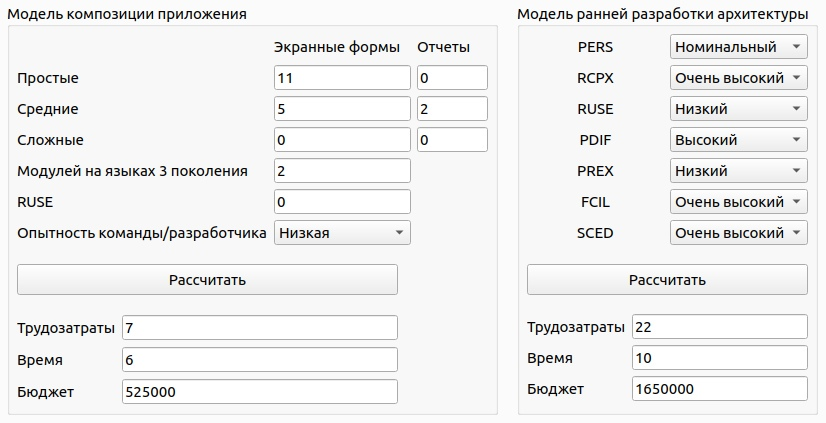 Модель композиции приложения
Экранные формы Отчеты
Простые 11 0
Средние 5 2
Сложные 0 0
Модулей на языках 3 поколения 2
RUSE 0
Опытность команды/разработчика Низкая
Рассчитать
Трудозатраты 7
Время 6
Бюджет 525000
Модель ранней разработки архитектуры
PERS Номинальный
RCPX Очень высокий
RUSE Низкий
PDIF Высокий
PREX Низкий
FCIL Очень высокий
SCED Очень высокий
Рассчитать
Трудозатраты 22
Время 10
Бюджет 1650000